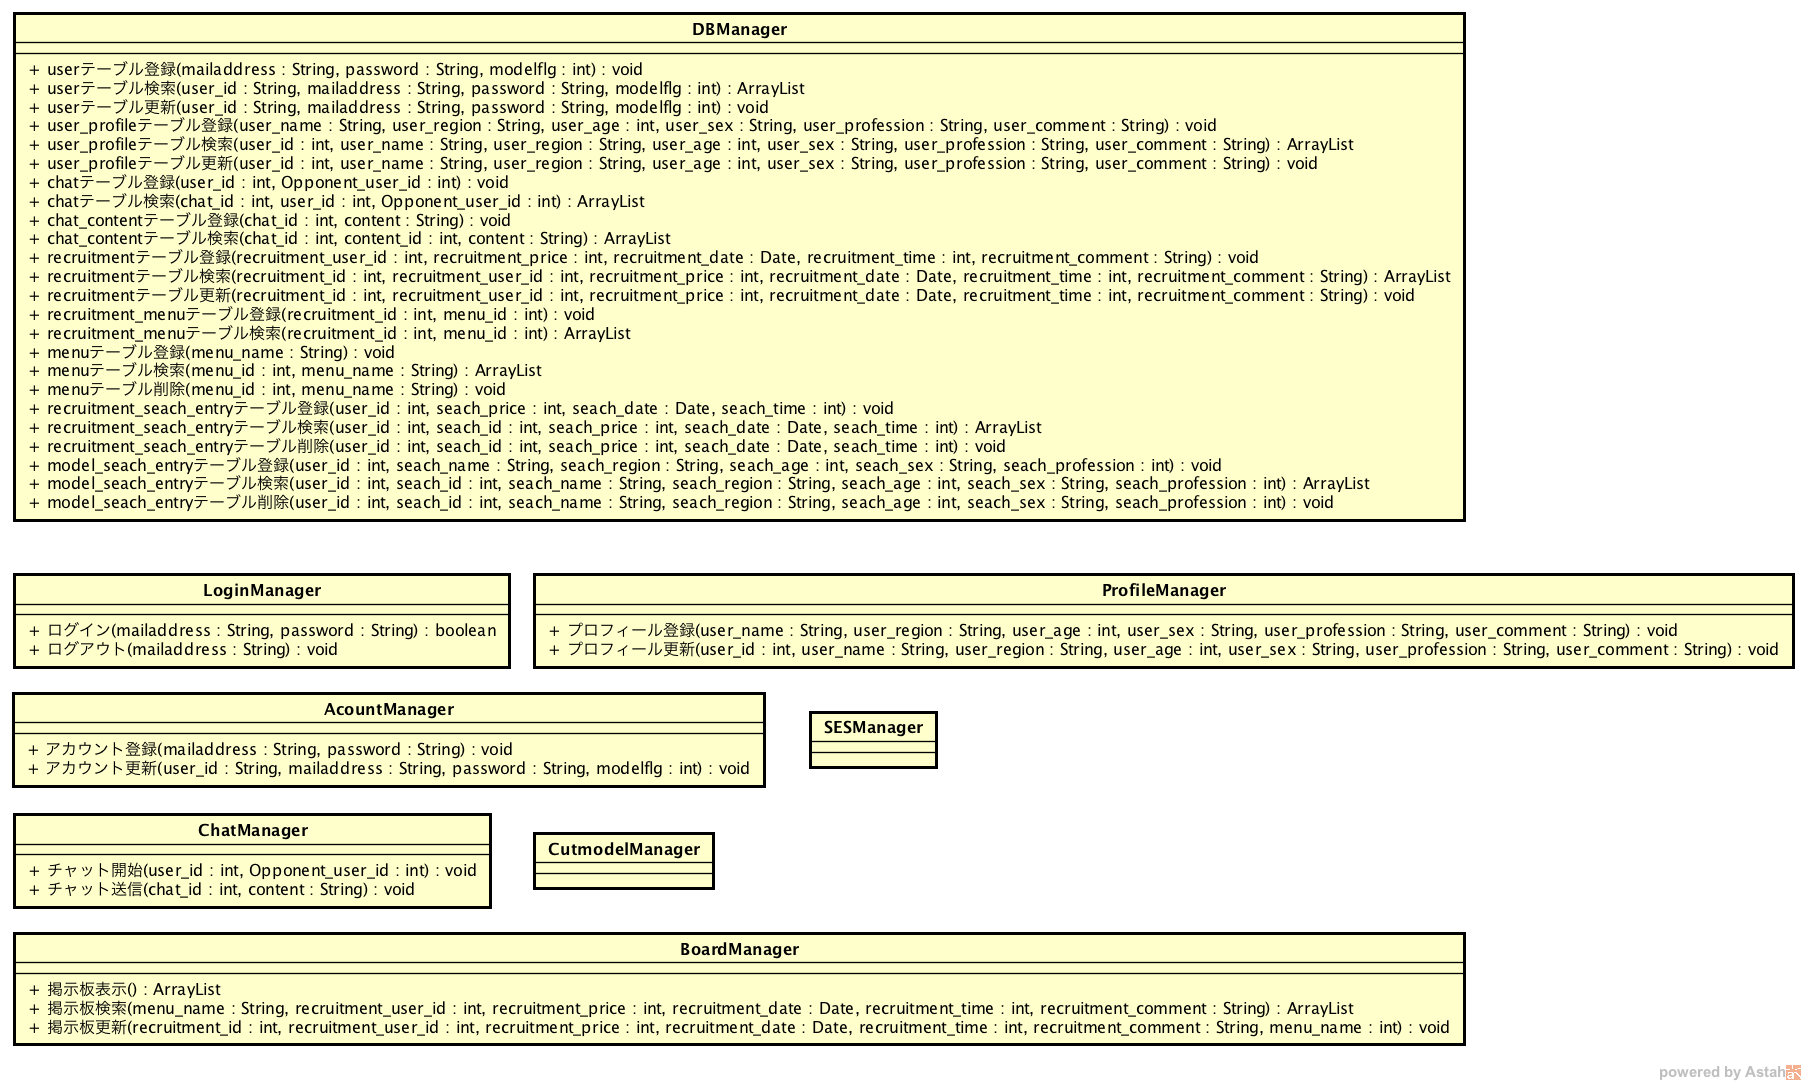 DBManager
+ userテーブル登録(mailaddress : String, password : String, modelflg : int) : void
+ userテーブル検索(user_id : String, mailaddress : String, password : String, modelflg : int) : ArrayList
+ userテーブル更新(user_id : String, mailaddress : String, password : String, modelflg : int) : void
+ user_profileテーブル登録(user_name : String, user_region : String, user_age : int, user_sex : String, user_profession : String, user_comment : String) : void
+ user_profileテーブル検索(user_id : int, user_name : String, user_region : String, user_age : int, user_sex : String, user_profession : String, user_comment : String) : ArrayList
+ user_profileテーブル更新(user_id : int, user_name : String, user_region : String, user_age : int, user_sex : String, user_profession : String, user_comment : String) : void
+ chatテーブル登録(user_id : int, Opponent_user_id : int) : void
+ chatテーブル検索(chat_id : int, user_id : int, Opponent_user_id : int) : ArrayList
+ chat_contentテーブル登録(chat_id : int, content : String) : void
+ chat_contentテーブル検索(chat_id : int, content_id : int, content : String) : ArrayList
+ recruitmentテーブル登録(recruitment_user_id : int, recruitment_price : int, recruitment_date : Date, recruitment_time : int, recruitment_comment : String) : void
+ recruitmentテーブル検索(recruitment_id : int, recruitment_user_id : int, recruitment_price : int, recruitment_date : Date, recruitment_time : int, recruitment_comment : String) : ArrayList
+ recruitmentテーブル更新(recruitment_id : int, recruitment_user_id : int, recruitment_price : int, recruitment_date : Date, recruitment_time : int, recruitment_comment : String) : void
+ recruitment_menuテーブル登録(recruitment_id : int, menu_id : int) : void
+ recruitment_menuテーブル検索(recruitment_id : int, menu_id : int) : ArrayList
+ menuテーブル登録(menu_name : String) : void
+ menuテーブル検索(menu_id : int, menu_name : String) : ArrayList
+ menuテーブル削除(menu_id : int, menu_name : String) : void
+ recruitment_seach_entryテーブル登録(user_id : int, seach_price : int, seach_date : Date, seach_time : int) : void
+ recruitment_seach_entryテーブル検索(user_id : int, seach_id : int, seach_price : int, seach_date : Date, seach_time : int) : ArrayList
+ recruitment_seach_entryテーブル削除(user_id : int, seach_id : int, seach_price : int, seach_date : Date, seach_time : int) : void
+ model_seach_entryテーブル登録(user_id : int, seach_name : String, seach_region : String, seach_age : int, seach_sex : String, seach_profession : int) : void
+ model_seach_entryテーブル検索(user_id : int, seach_id : int, seach_name : String, seach_region : String, seach_age : int, seach_sex : String, seach_profession : int) : ArrayList
+ model_seach_entryテーブル削除(user_id : int, seach_id : int, seach_name : String, seach_region : String, seach_age : int, seach_sex : String, seach_profession : int) : void
LoginManager
+ ログイン(mailaddress : String, password : String) : boolean
+ ログアウト(mailaddress : String) : void
ProfileManager
+ プロフィール登録(user_name : String, user_region : String, user_age : int, user_sex : String, user_profession : String, user_comment : String) : void
+ プロフィール更新(user_id : int, user_name : String, user_region : String, user_age : int, user_sex : String, user_profession : String, user_comment : String) : void
AcountManager
+ アカウント登録(mailaddress : String, password : String) : void
+ アカウント更新(user_id : String, mailaddress : String, password : String, modelflg : int) : void
SESManager
ChatManager
+ チャット開始(user_id : int, Opponent_user_id : int) : void
+ チャット送信(chat_id : int, content : String) : void
CutmodelManager
BoardManager
+ 掲示板表示() : ArrayList
+ 掲示板検索(menu_name : String, recruitment_user_id : int, recruitment_price : int, recruitment_date : Date, recruitment_time : int, recruitment_comment : String) : ArrayList
+ 掲示板更新(recruitment_id : int, recruitment_user_id : int, recruitment_price : int, recruitment_date : Date, recruitment_time : int, recruitment_comment : String, menu_name : int) : void
powered by Astah